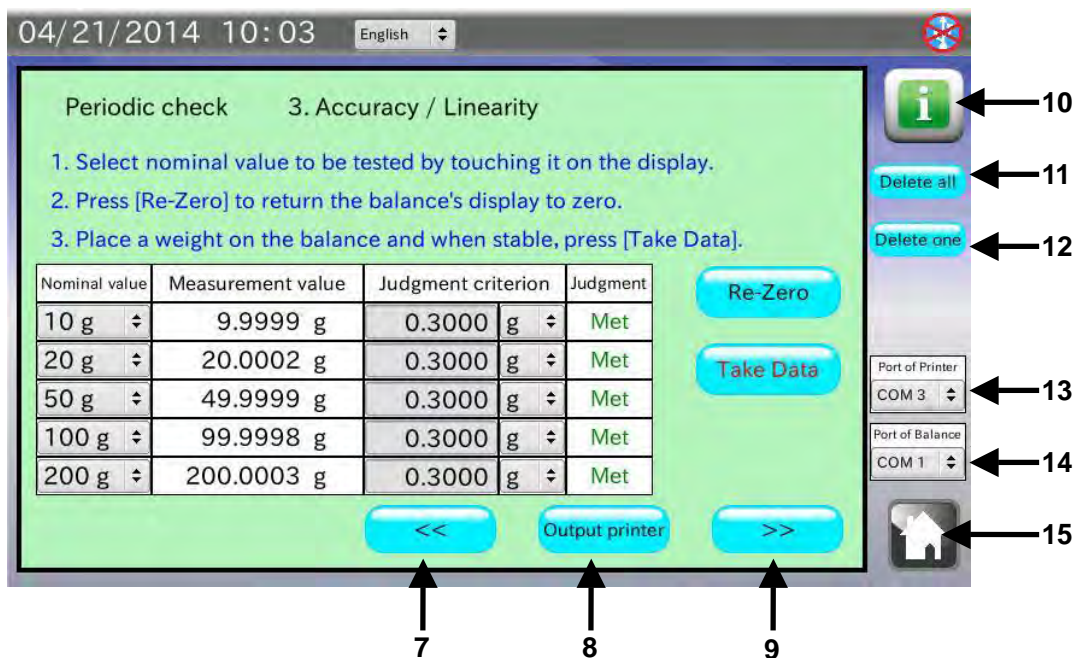 04/21/2014 10:03 English
Periodic check 3. Accuracy / Linearity
1. Select nominal value to be tested by touching it on the display.
2. Press [Re-Zero] to return the balance's display to zero.
3. Place a weight on the balance and when stable, press [Take Data].
Nominal value Measurement value Judgment criterion Judgment
10 g 9.9999 g 0.3000 g Met
20 g 20.0002 g 0.3000 g Met
50 g 49.9999 g 0.3000 g Met
100 g 99.9998 g 0.3000 g Met
200 g 200.0003 g 0.3000 g Met
Re-Zero
Take Data
<< Output printer >>
i 10
Delete all 11
Delete one 12
Port of Printer
COM 3 13
Port of Balance
COM 1 14
15
7 8 9